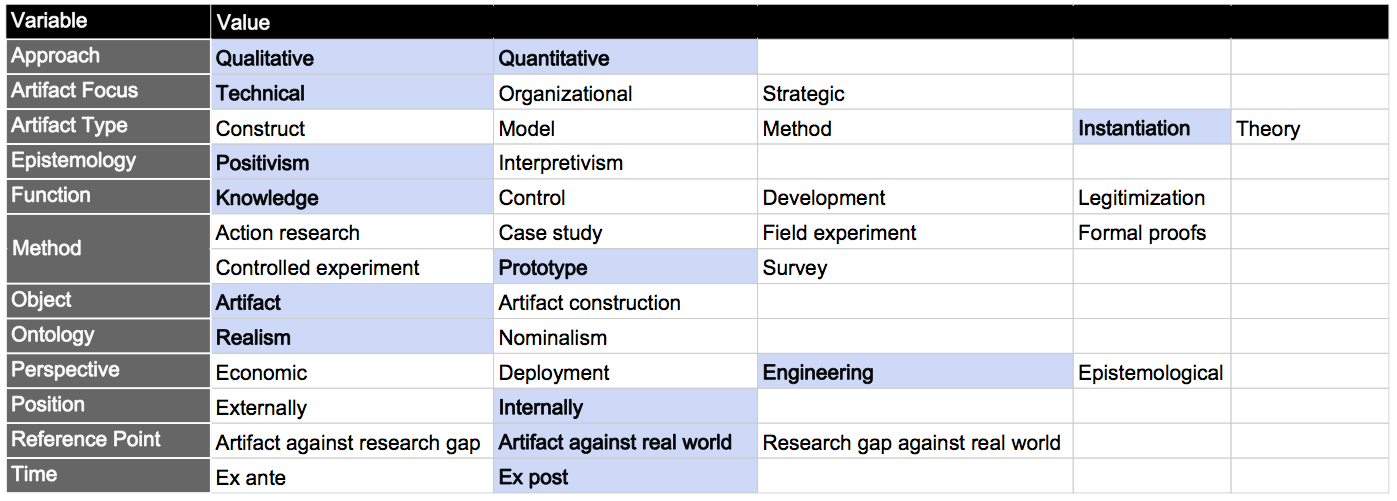 Variable Value
Approach Qualitative Quantitative
Artifact Focus Technical Organizational Strategic
Artifact Type Construct Model Method Instantiation Theory
Epistemology Positivism Interpretivism
Function Knowledge Control Development Legitimization
Method Action research Case study Field experiment Formal proofs
Controlled experiment Prototype Survey
Object Artifact Artifact construction
Ontology Realism Nominalism
Perspective Economic Deployment Engineering Epistemological
Position Externally Internally
Reference Point Artifact against research gap Artifact against real world Research gap against real world
Time Ex ante Ex post